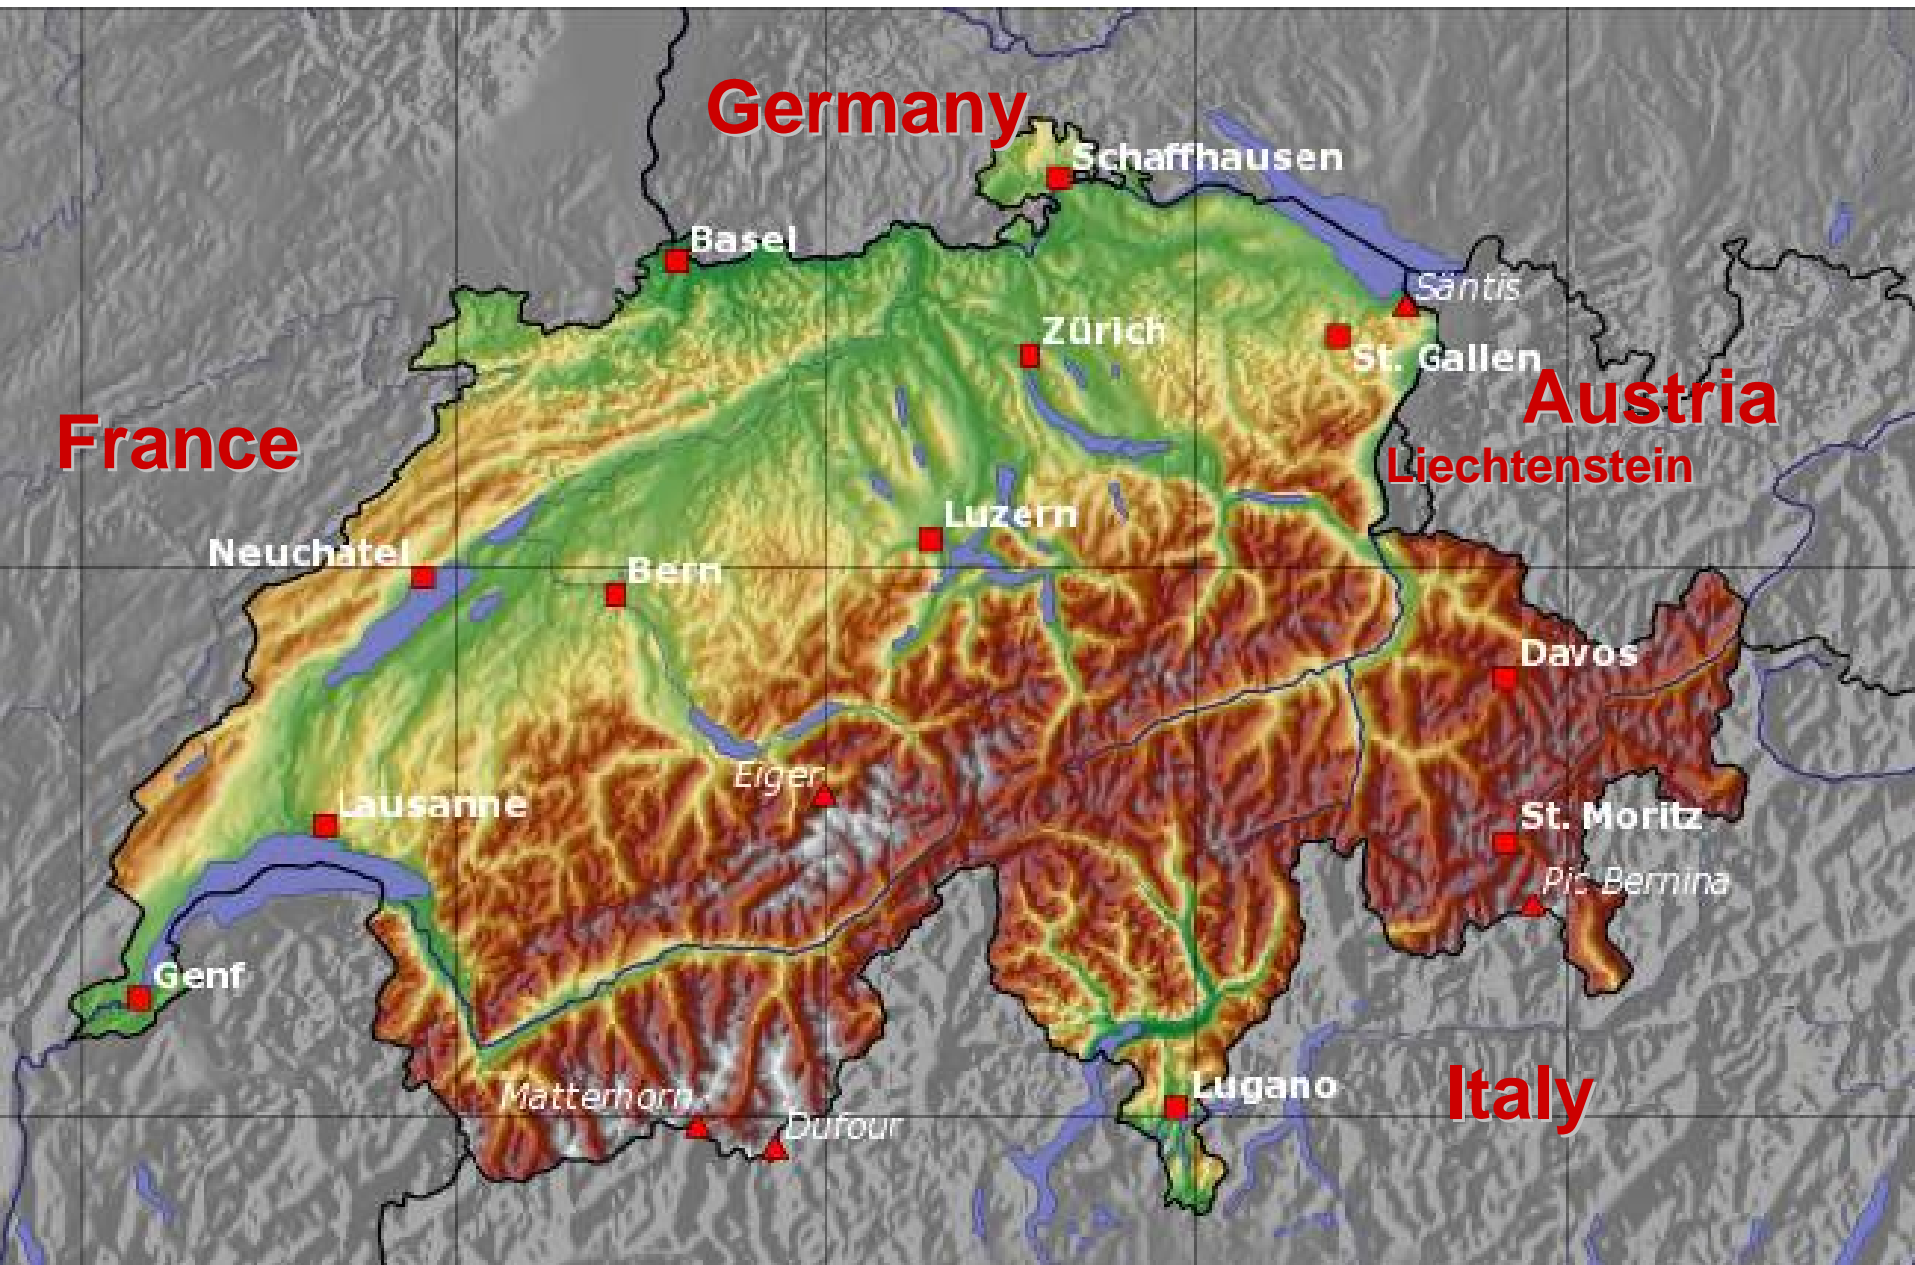 Germany
Schaffhausen
Basel
Säntis
Zürich
St. Gallen
Austria
France
Liechtenstein
Luzern
Neuchatel
Bern
Davos
Eiger
Lausanne
St. Moritz
Pic Bernina
Genf
Lugano
Italy
Matterhorn
Dufour